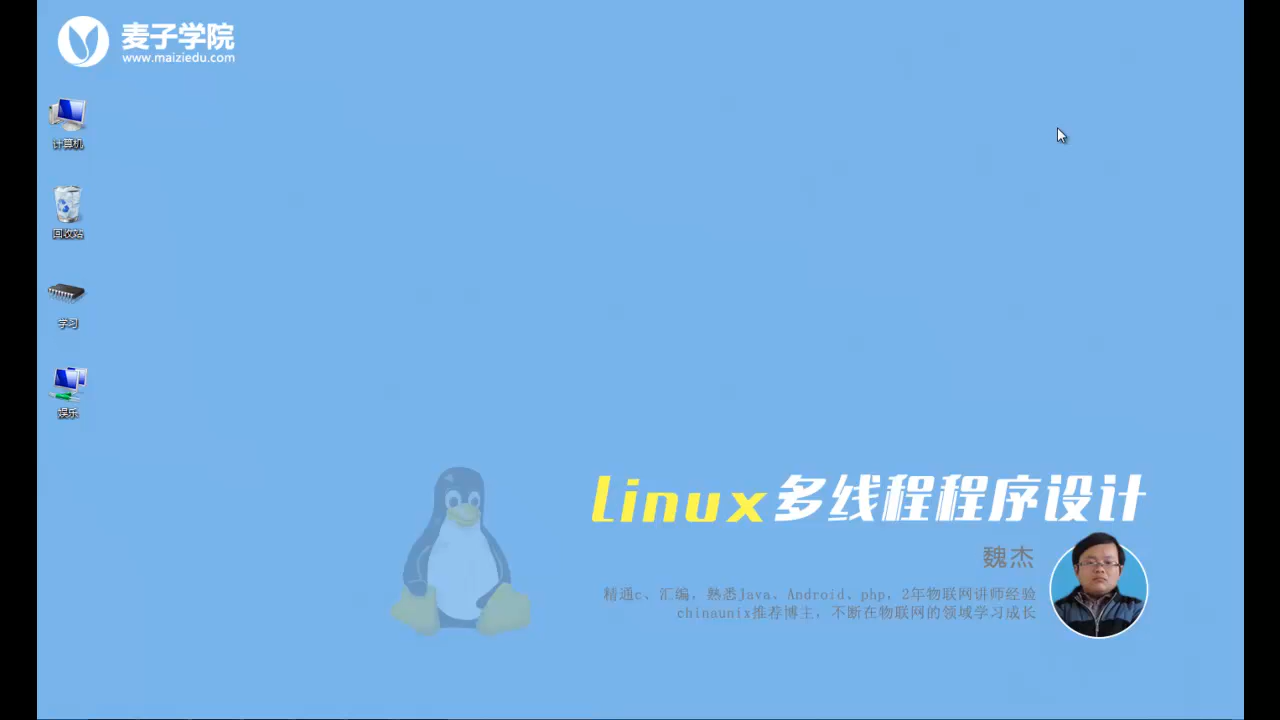 麦子学院
www.maiziedu.com
计算机
回收站
学习
娱乐
Linux多线程程序设计
魏杰
精通c、汇编，熟悉Java、Android、php，2年物联网讲师经验
chinaunix推荐博主，不断在物联网的领域学习成长